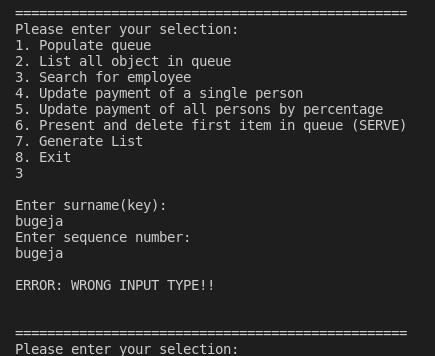 =================================================
Please enter your selection:
1. Populate queue
2. List all object in queue
3. Search for employee
4. Update payment of a single person
5. Update payment of all persons by percentage
6. Present and delete first item in queue (SERVE)
7. Generate List
8. Exit
3
Enter surname(key):
bugeja
Enter sequence number:
bugeja
ERROR: WRONG INPUT TYPE!!
=================================================
Please enter your selection: